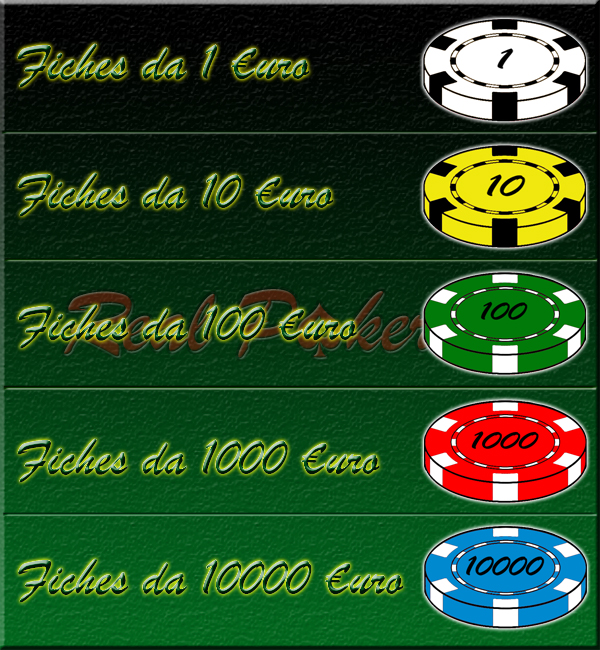 Fiches da 1 €uro
1
Fiches da 10 €uro
10
Real Poker
Fiches da 100 €uro
100
Fiches da 1000 €uro
1000
Fiches da 10000 €uro
10000